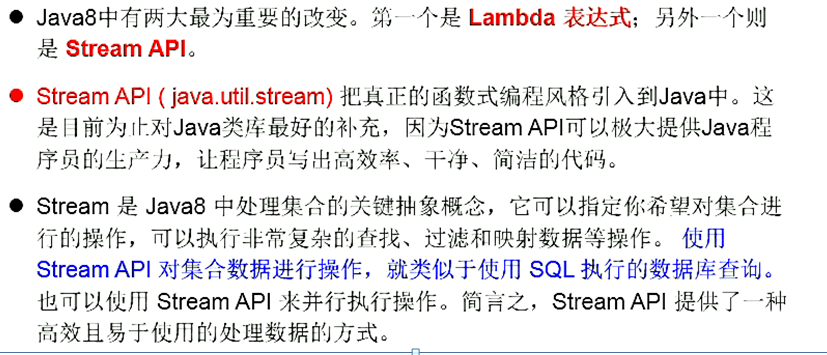 ● Java8中有两大最为重要的改变。第一个是 Lambda 表达式；另外一个则
是 Stream API。
● Stream API ( java.util.stream) 把真正的函数式编程风格引入到Java中。这
是目前为止对Java类库最好的补充，因为Stream API可以极大提供Java程
序员的生产力，让程序员写出高效率、干净、简洁的代码。
● Stream 是 Java8 中处理集合的关键抽象概念，它可以指定你希望对集合进
行的操作，可以执行非常复杂的查找、过滤和映射数据等操作。 使用
Stream API 对集合数据进行操作，就类似于使用 SQL 执行的数据库查询。
也可以使用 Stream API 来并行执行操作。简言之，Stream API 提供了一种
高效且易于使用的处理数据的方式。